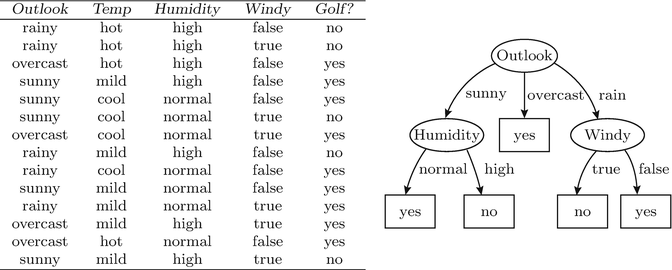 Outlook Temp Humidity Windy Golf?
rainy hot high false no
rainy hot high true no
overcast hot high false yes
sunny mild high false yes
sunny cool normal false yes
sunny cool normal true no
overcast cool normal true yes
rainy mild high false no
rainy cool normal false yes
sunny mild normal false yes
rainy mild normal true yes
overcast mild high true yes
overcast hot normal false yes
sunny mild high true no
Outlook
sunny overcast rain
Humidity yes Windy
normal high true false
yes no no yes